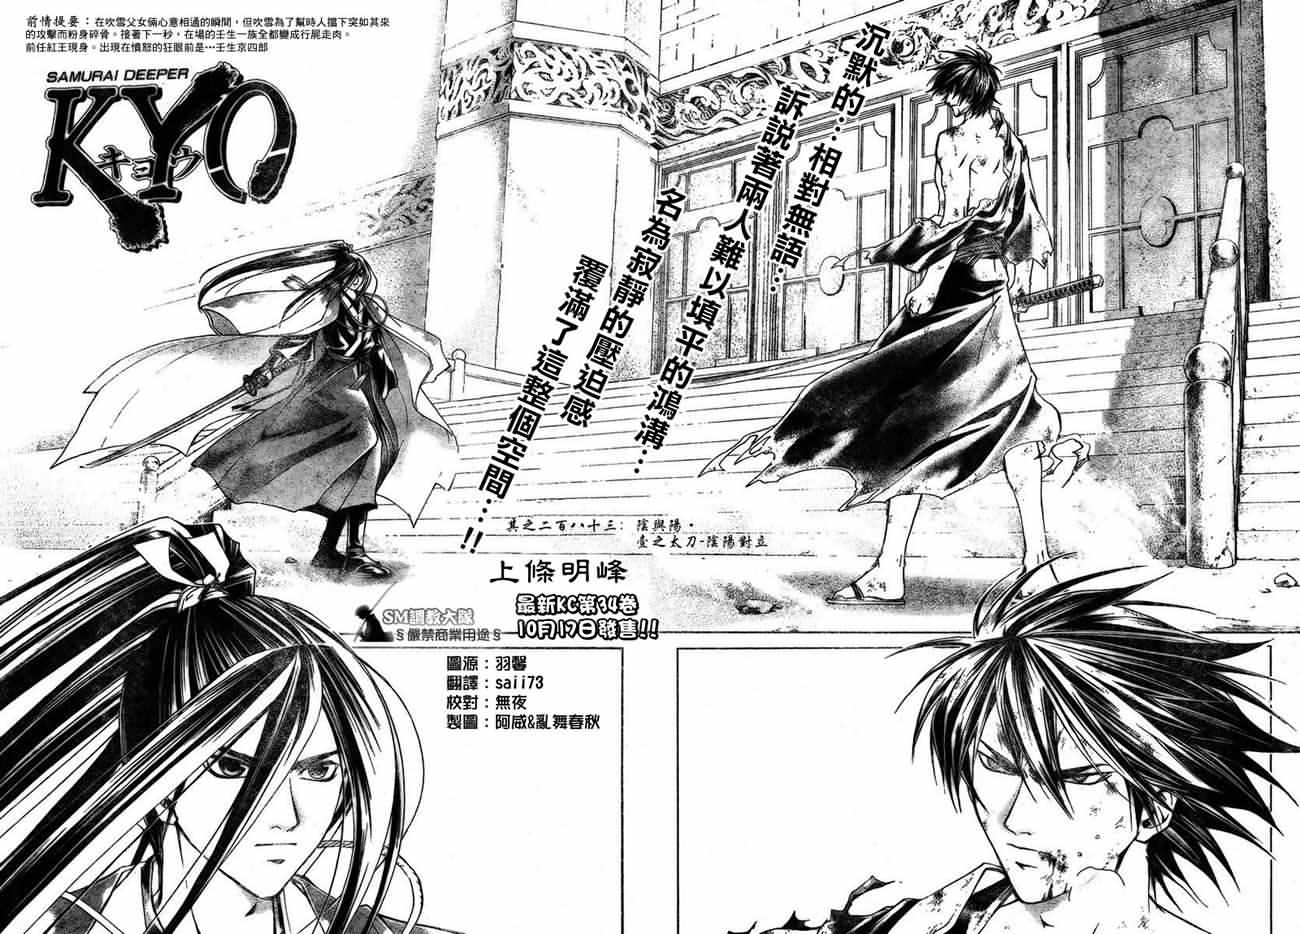 前情提要：在吹雪父女倆心意相通的瞬間，但吹雪為了幫時人擋下突如其來
的攻擊而粉身碎骨。接著下一秒，在場的壬生一族全都變成行屍走肉。
前任紅王現身。出現在憤怒的狂眼前是…壬生京四郎
SAMURAI DEEPER
KYO
キョウ
沉默的…相對無語…
訴說著兩人難以填平的鴻溝…
名為寂靜的壓迫感
覆滿了這整個空間…!!
其之二百八十三：陰與陽・
壹之太刀-陰陽對立
上條明峰
最新KC第34卷
10月17日發售!!
SM調教大隊
§嚴禁商業用途§
圖源：羽馨
翻譯：saii73
校對：無夜
製圖：阿威&亂舞春秋